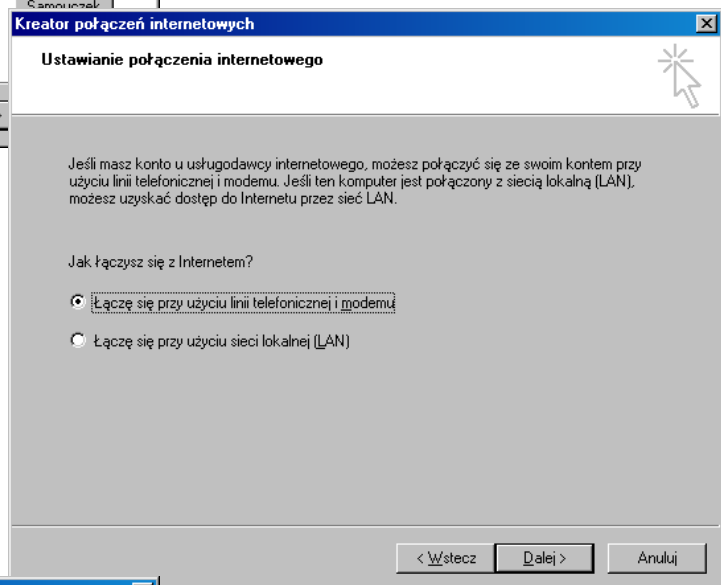 Samouczek
Kreator połączeń internetowych
Ustawianie połączenia internetowego
Jeśli masz konto u usługodawcy internetowego, możesz połączyć się ze swoim kontem przy
użyciu linii telefonicznej i modemu. Jeśli ten komputer jest połączony z siecią lokalną (LAN),
możesz uzyskać dostęp do Internetu przez sieć LAN.
Jak łączysz się z Internetem?
Łączę się przy użyciu linii telefonicznej i modemu
Łączę się przy użyciu sieci lokalnej (LAN)
< Wstecz Dalej > Anuluj